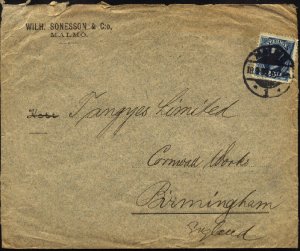 WILH. SONESSON & Co,
MALMÖ.
Tangyes Limited
Cornwall Works
Birmingham
England